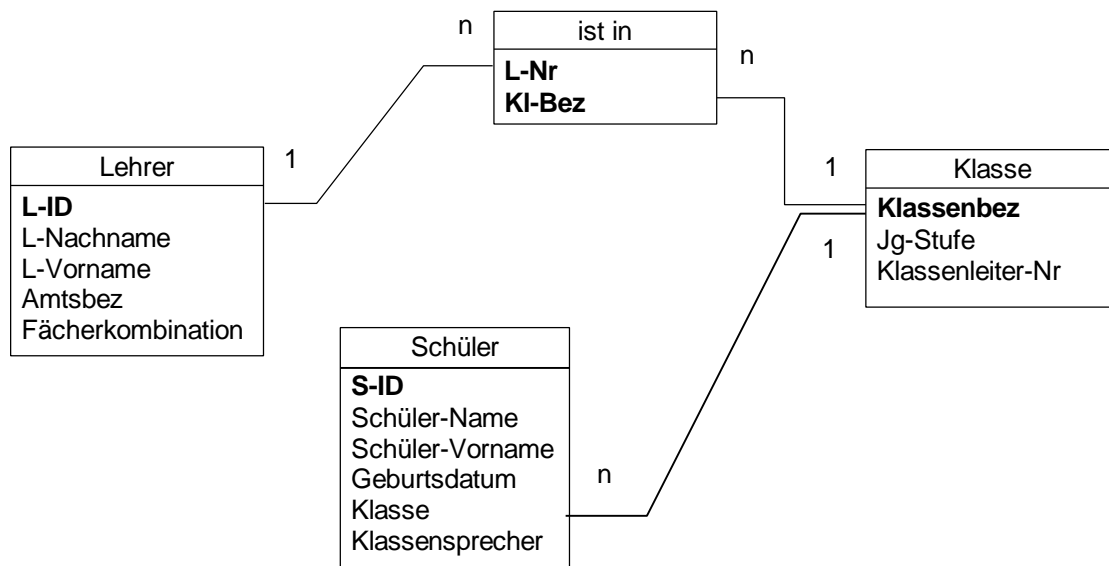 n
ist in
n
L-Nr
Kl-Bez
Lehrer
1
L-ID
L-Nachname
L-Vorname
Amtsbez
Fächerkombination
1
Klasse
Klassenbez
Jg-Stufe
Klassenleiter-Nr
1
Schüler
S-ID
Schüler-Name
Schüler-Vorname
Geburtsdatum
Klasse
Klassensprecher
n